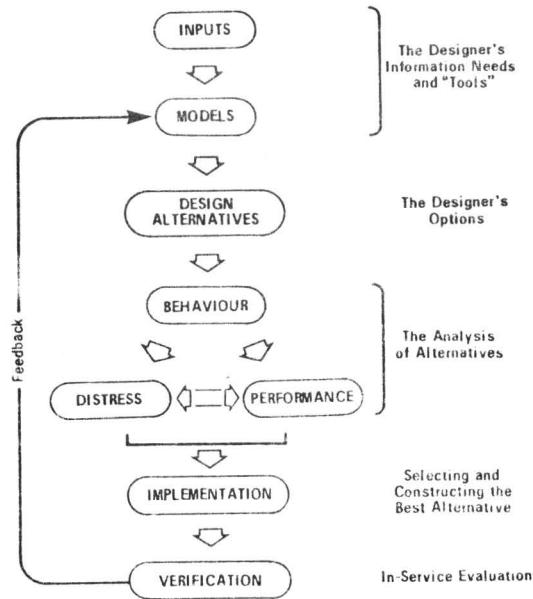 INPUTS
The Designer's
Information Needs
and "Tools"
MODELS
DESIGN
ALTERNATIVES
The Designer's
Options
BEHAVIOUR
The Analysis
of Alternatives
Feedback
DISTRESS
PERFORMANCE
IMPLEMENTATION
Selecting and
Constructing the
Best Alternative
VERIFICATION
In-Service Evaluation